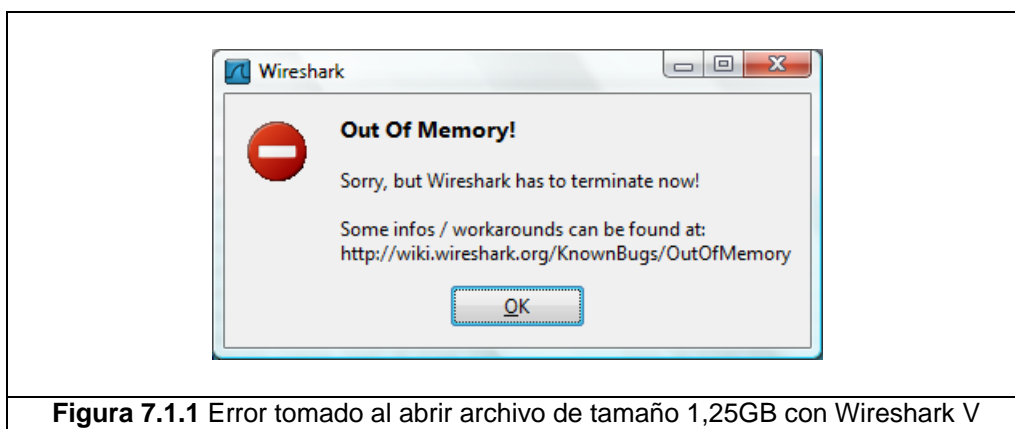 Wireshark
Out Of Memory!
Sorry, but Wireshark has to terminate now!
Some infos / workarounds can be found at:
http://wiki.wireshark.org/KnownBugs/OutOfMemory
OK
Figura 7.1.1 Error tomado al abrir archivo de tamaño 1,25GB con Wireshark V